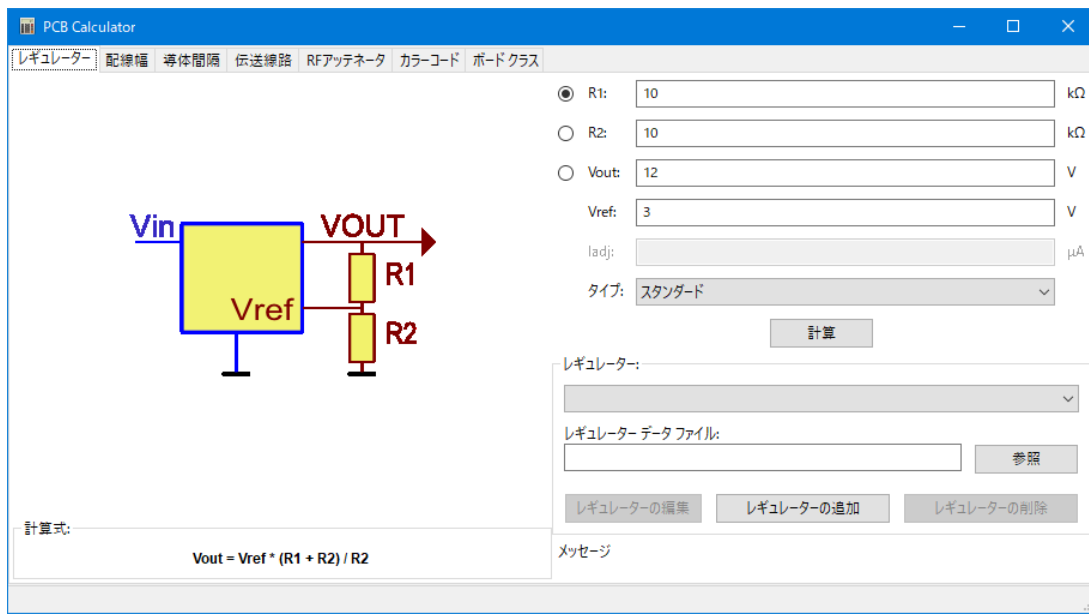 PCB Calculator
レギュレーター 配線幅 導体間隔 伝送線路 RFアッテネータ カラーコード ボードクラス
R1: 10 kΩ
R2: 10 kΩ
Vout: 12 V
Vref: 3 V
Iadj: μA
タイプ: スタンダード
計算
Vin
VOUT
R1
Vref
R2
レギュレーター:
レギュレーター データ ファイル:
参照
レギュレーターの編集 レギュレーターの追加 レギュレーターの削除
計算式:
Vout = Vref * (R1 + R2) / R2
メッセージ